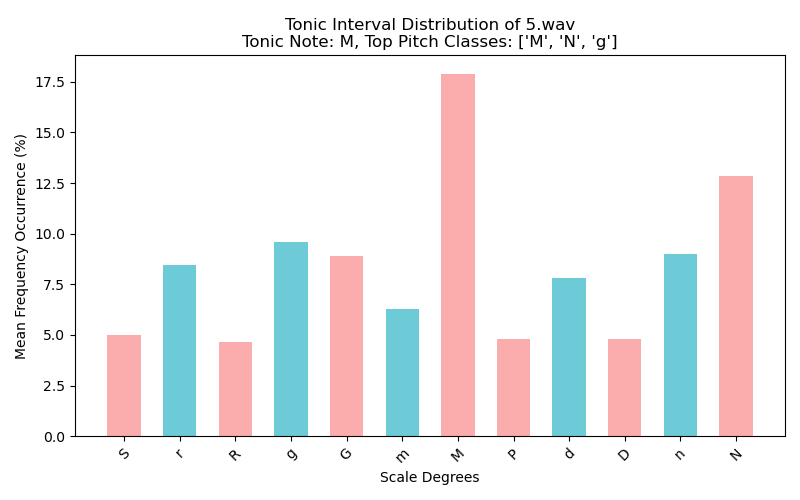 Tonic Interval Distribution of 5.wav
Tonic Note: M, Top Pitch Classes: ['M', 'N', 'g']
Mean Frequency Occurrence (%)
17.5
15.0
12.5
10.0
7.5
5.0
2.5
0.0
S r R g G m M P d D n N
Scale Degrees